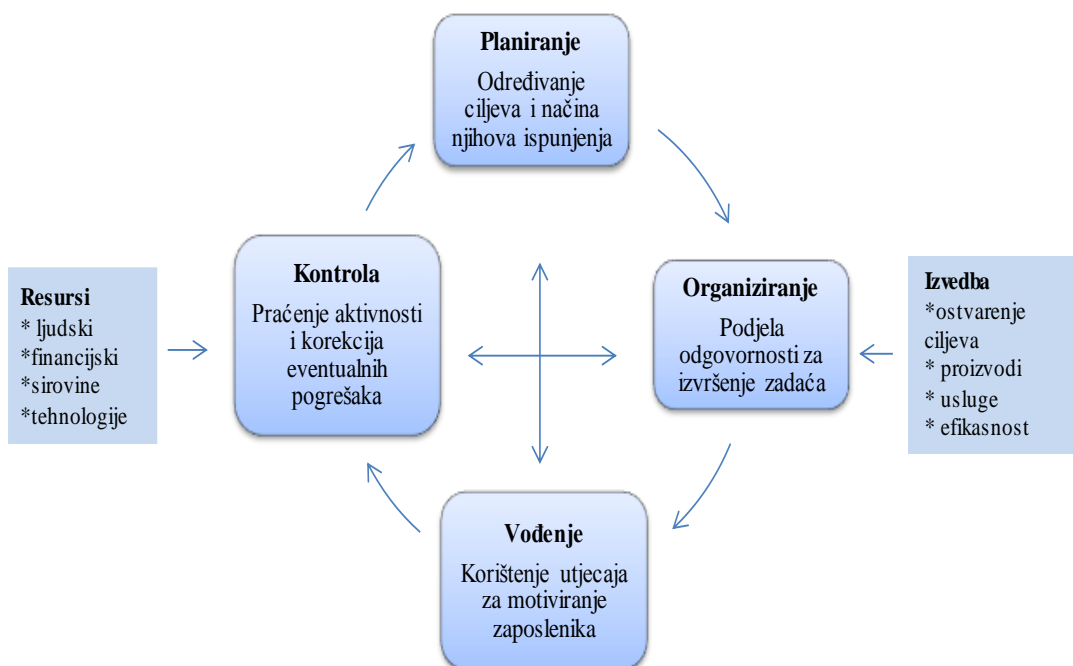 Planiranje
Određivanje
ciljeva i načina
njihova ispunjenja
Kontrola
Praćenje aktivnosti
i korekcija
eventualnih
pogrešaka
Organiziranje
Podjela
odgovornosti za
izvršenje zadaća
Resursi
* ljudski
*financijski
*sirovine
*tehnologije
Izvedba
*ostvarenje
ciljeva
* proizvodi
* usluge
* efikasnost
Vođenje
Korištenje utjecaja
za motiviranje
zaposlenika